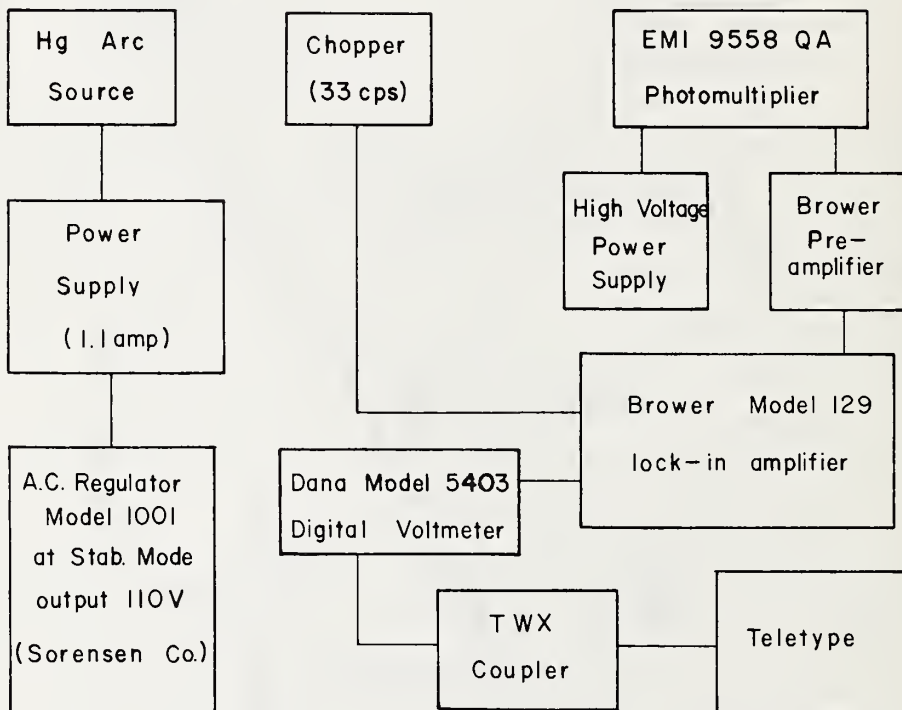 Hg Arc
Source
Chopper
(33 cps)
EMI 9558 QA
Photomultiplier
Power
Supply
(1.1 amp)
High Voltage
Power
Supply
Brower
Pre-
amplifier
Brower Model 129
lock-in amplifier
A.C. Regulator
Model 1001
at Stab. Mode
output 110V
(Sorensen Co.)
Dana Model 5403
Digital Voltmeter
TWX
Coupler
Teletype